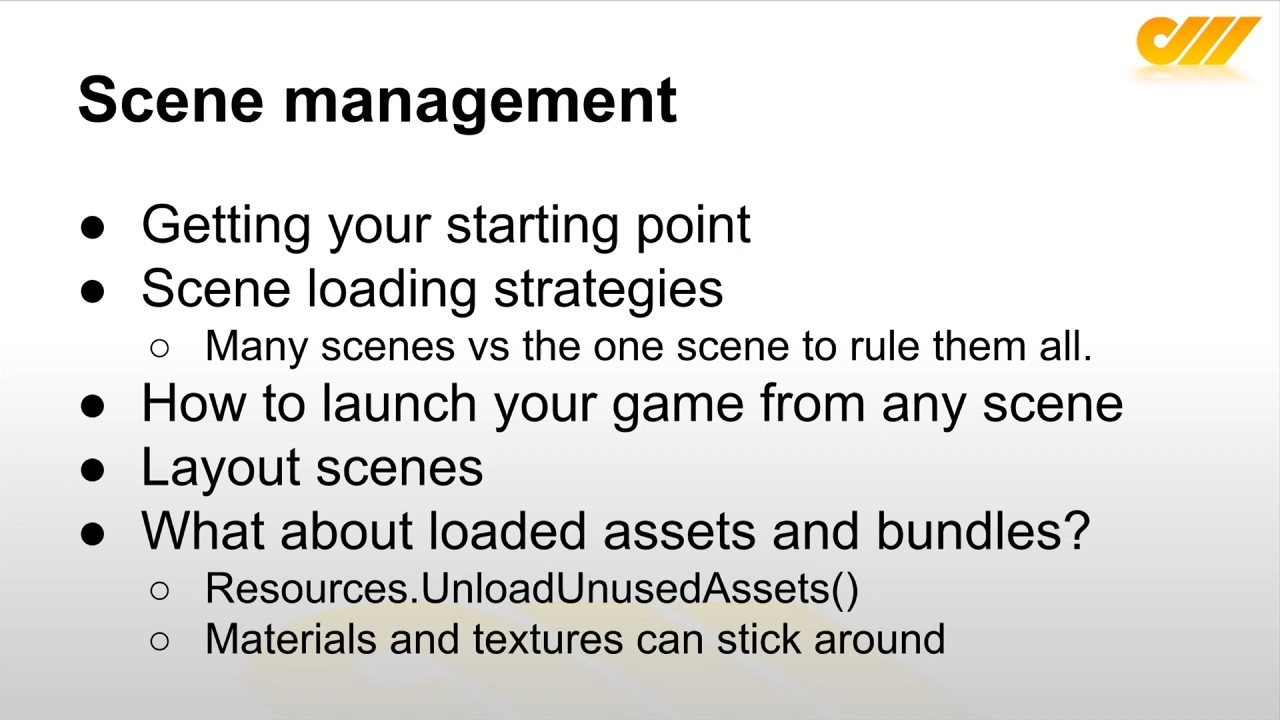 Scene management
● Getting your starting point
● Scene loading strategies
○ Many scenes vs the one scene to rule them all.
● How to launch your game from any scene
● Layout scenes
● What about loaded assets and bundles?
○ Resources.UnloadUnusedAssets()
○ Materials and textures can stick around